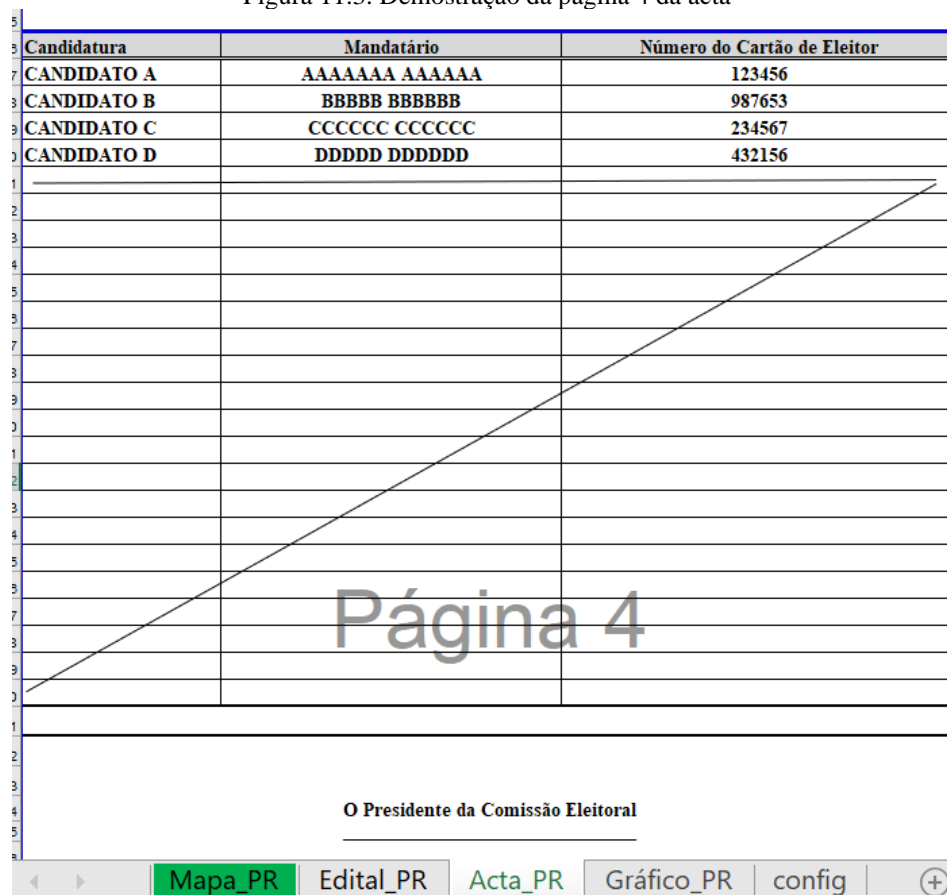 Figura 11.3: Demostração da página 4 da acta
Candidatura Mandatário Número do Cartão de Eleitor
CANDIDATO A AAAAAAA AAAAAA 123456
CANDIDATO B BBBBB BBBBBB 987653
CANDIDATO C CCCCCC CCCCCC 234567
CANDIDATO D DDDDD DDDDDD 432156
Página 4
O Presidente da Comissão Eleitoral
Mapa_PR Edital_PR Acta_PR Gráfico_PR config